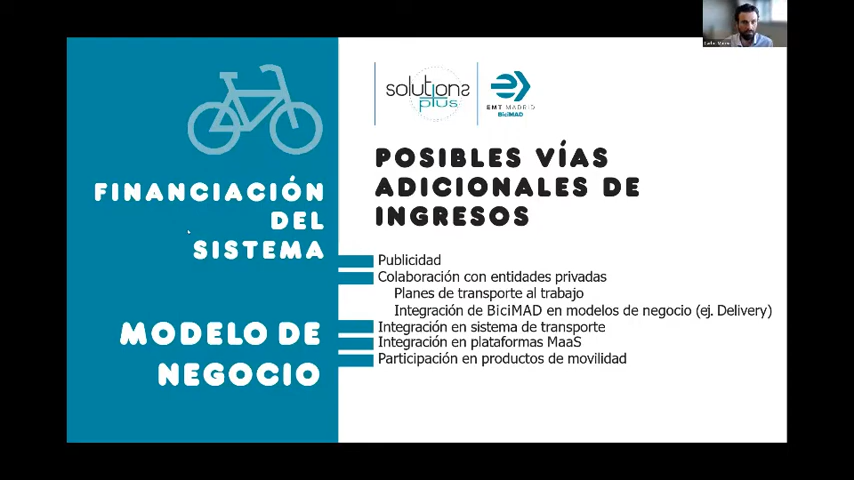 FINANCIACIÓN
DEL
SISTEMA
MODELO DE
NEGOCIO
solutions
plus
EMT MADRID
BiciMAD
POSIBLES VÍAS
ADICIONALES DE
INGRESOS
Publicidad
Colaboración con entidades privadas
Planes de transporte al trabajo
Integración de BiciMAD en modelos de negocio (ej. Delivery)
Integración en sistema de transporte
Integración en plataformas MaaS
Participación en productos de movilidad